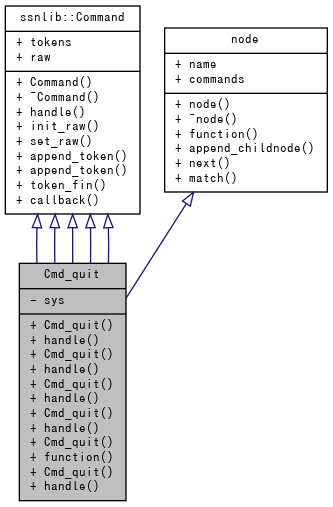 ssnlib::Command
+ tokens
+ raw
+ Command()
+ ~Command()
+ handle()
+ init_raw()
+ set_raw()
+ append_token()
+ append_token()
+ token_fin()
+ callback()
node
+ name
+ commands
+ node()
+ ~node()
+ function()
+ append_childnode()
+ next()
+ match()
Cmd_quit
- sys
+ Cmd_quit()
+ handle()
+ Cmd_quit()
+ handle()
+ Cmd_quit()
+ handle()
+ Cmd_quit()
+ handle()
+ Cmd_quit()
+ function()
+ Cmd_quit()
+ handle()